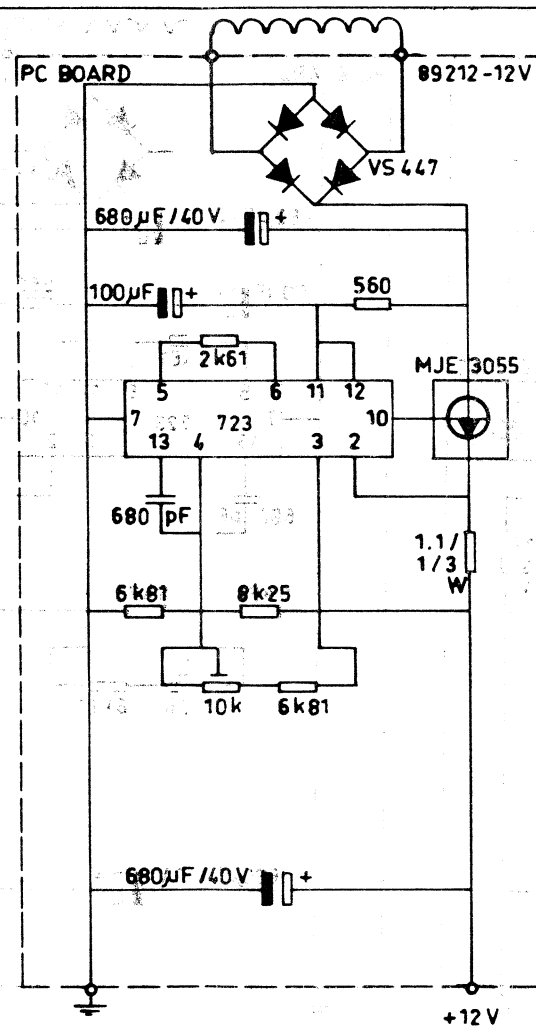 PC BOARD
89212-12V
VS 447
680µF/40V
+
100µF
+
560
2k61
MJE 3055
5
6
11
12
7
723
10
13
4
3
2
680
pF
1.1/
1/3
W
6k81
8k25
10k
6k81
680µF/40V
+
+12V